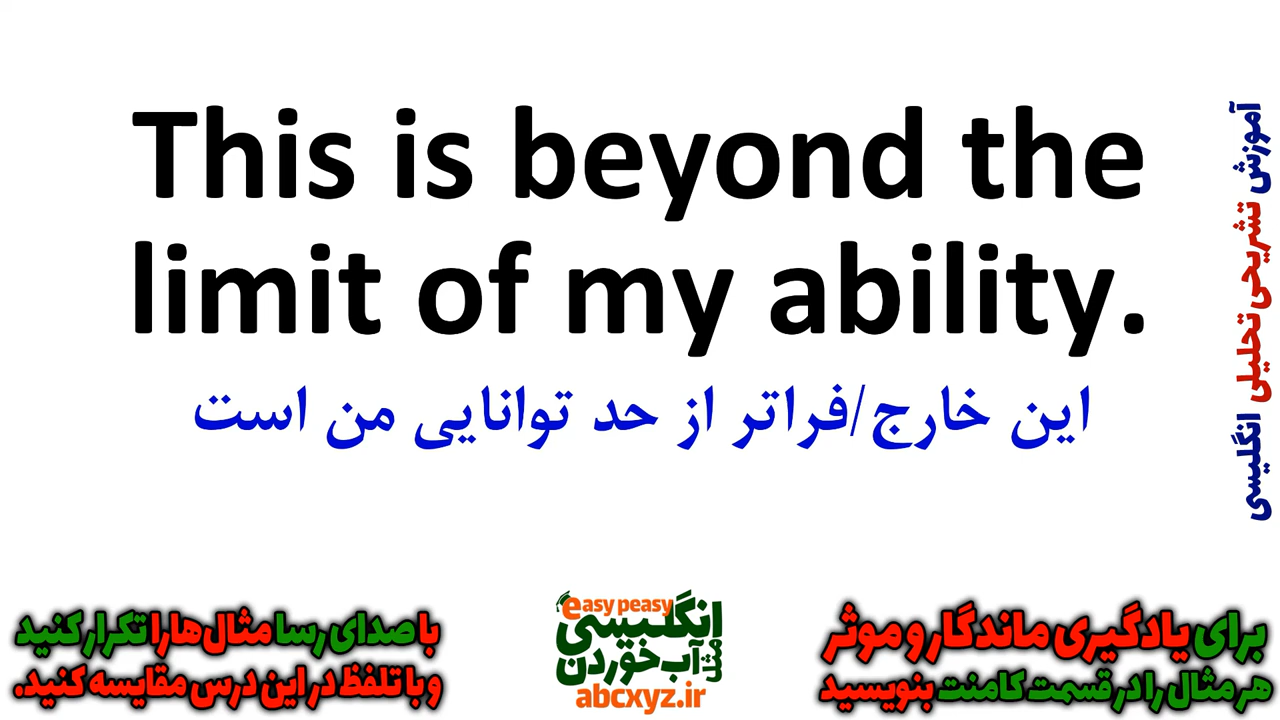 This is beyond the
limit of my ability.
این خارج/فراتر از حد توانایی من است
آموزش تشریحی تحلیلی انگلیسی
برای یادگیری ماندگار و موثر
هر مثال را در قسمت کامنت بنویسید
easy peasy
انگلیسی
مثل آب خوردن
abcxyz.ir
با صدای رسا مثال‌ها را تکرار کنید
و با تلفظ در این درس مقایسه کنید.